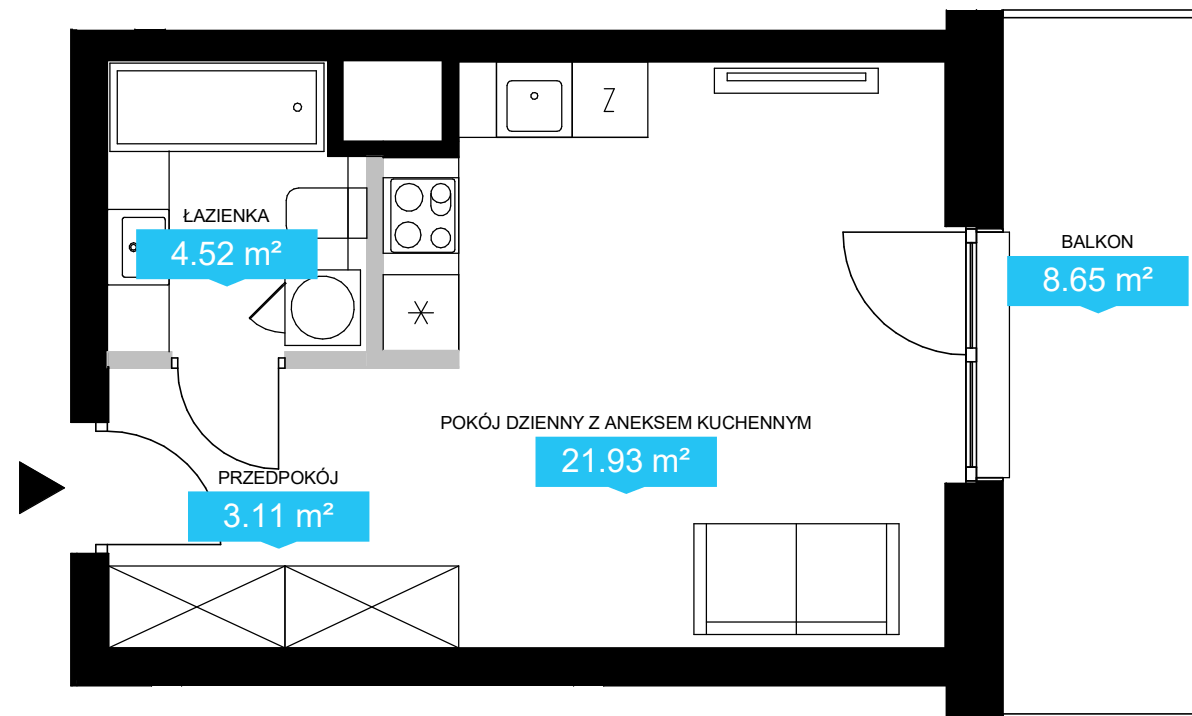 Z
ŁAZIENKA
4.52 m²
BALKON
8.65 m²
POKÓJ DZIENNY Z ANEKSEM KUCHENNYM
21.93 m²
PRZEDPOKÓJ
3.11 m²